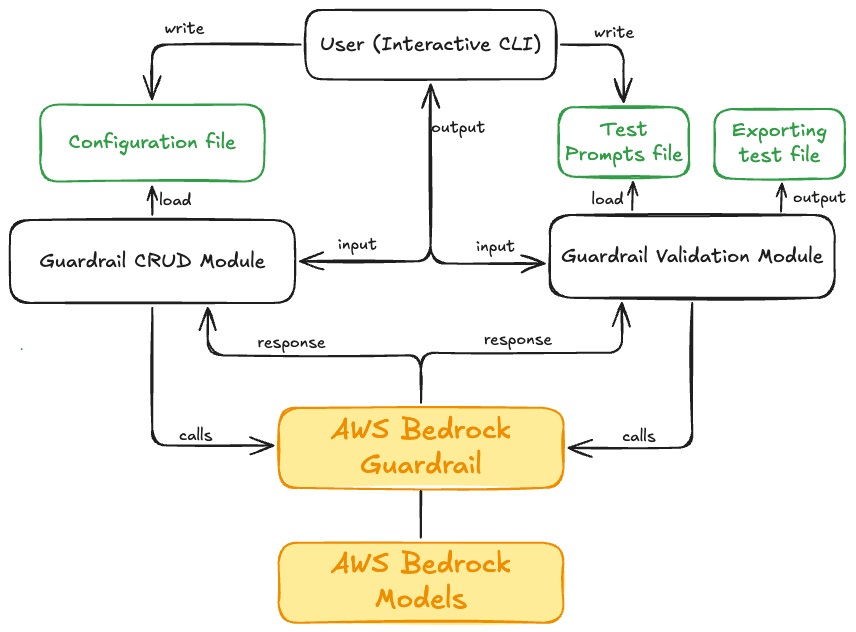 write
User (Interactive CLI)
write
Configuration file
output
Test
Prompts file
Exporting
test file
load
load
output
Guardrail CRUD Module
input
input
Guardrail Validation Module
response
response
calls
AWS Bedrock
Guardrail
calls
AWS Bedrock
Models